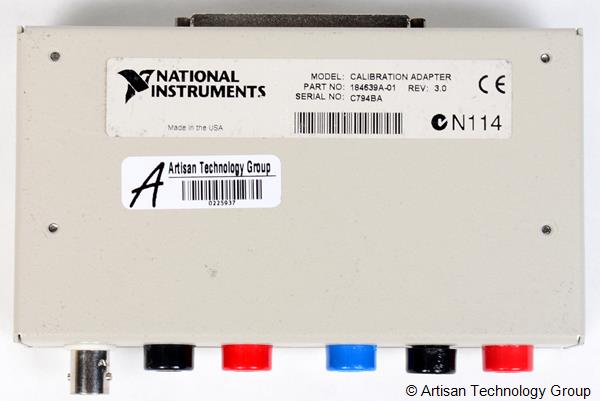 NATIONAL
INSTRUMENTS
MODEL: CALIBRATION ADAPTER
PART NO: 184639A-01 REV: 3.0
SERIAL NO: C794BA
CE
Made in the USA
N114
A
Artisan Technology Group
0225937
© Artisan Technology Group